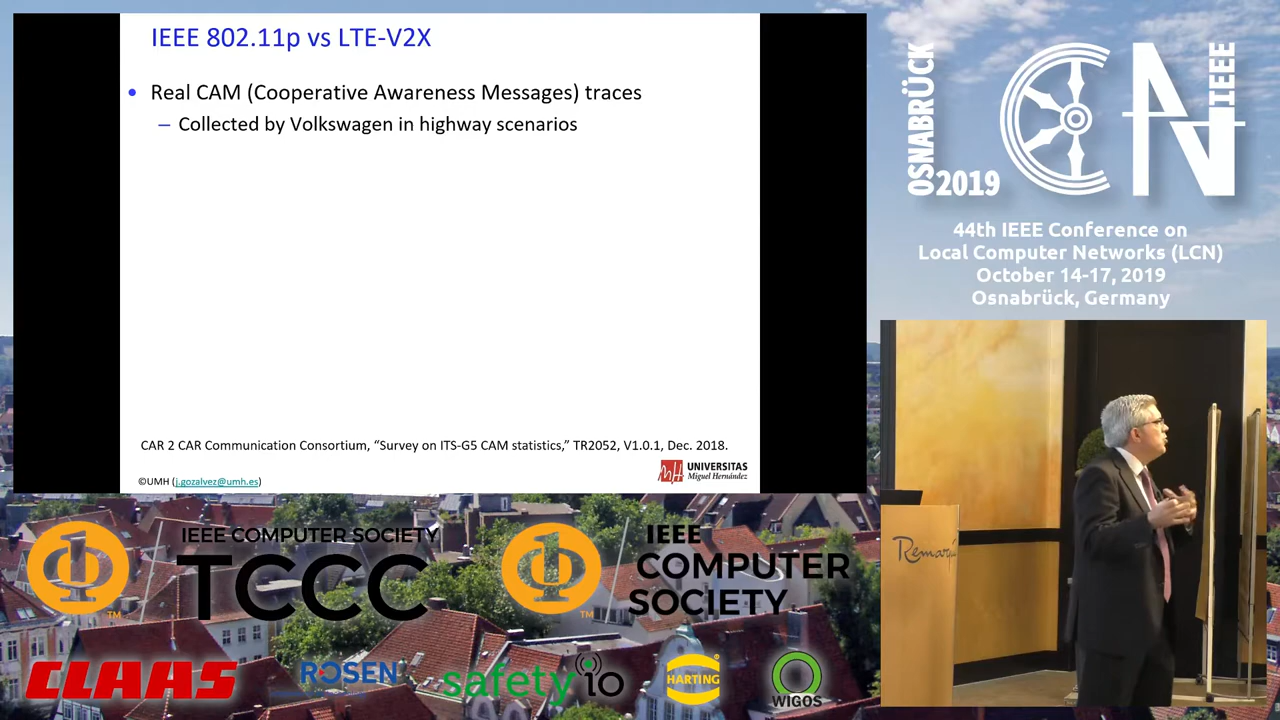 IEEE 802.11p vs LTE-V2X
• Real CAM (Cooperative Awareness Messages) traces
– Collected by Volkswagen in highway scenarios
CAR 2 CAR Communication Consortium, “Survey on ITS-G5 CAM statistics,” TR2052, V1.0.1, Dec. 2018.
©UMH (j.gozalvez@umh.es)
UNIVERSITAS
Miguel Hernández
OSNABRÜCK
2019
CN
IEEE
44th IEEE Conference on
Local Computer Networks (LCN)
October 14-17, 2019
Osnabrück, Germany
IEEE COMPUTER SOCIETY
TCCC
TM
IEEE
COMPUTER
SOCIETY
TM
CLAAS
ROSEN
safety io
HARTING
WIGOS